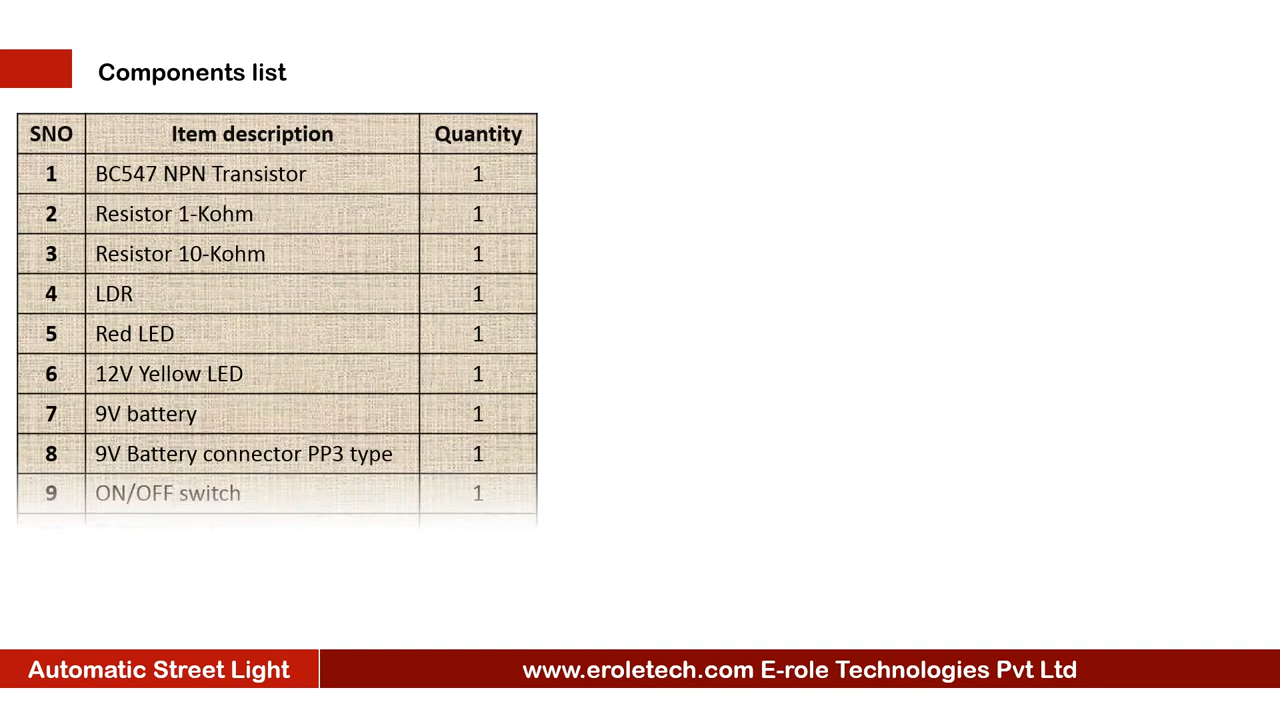 Components list
SNO Item description Quantity
1 BC547 NPN Transistor 1
2 Resistor 1-Kohm 1
3 Resistor 10-Kohm 1
4 LDR 1
5 Red LED 1
6 12V Yellow LED 1
7 9V battery 1
8 9V Battery connector PP3 type 1
9 ON/OFF switch 1
Automatic Street Light www.eroletech.com E-role Technologies Pvt Ltd